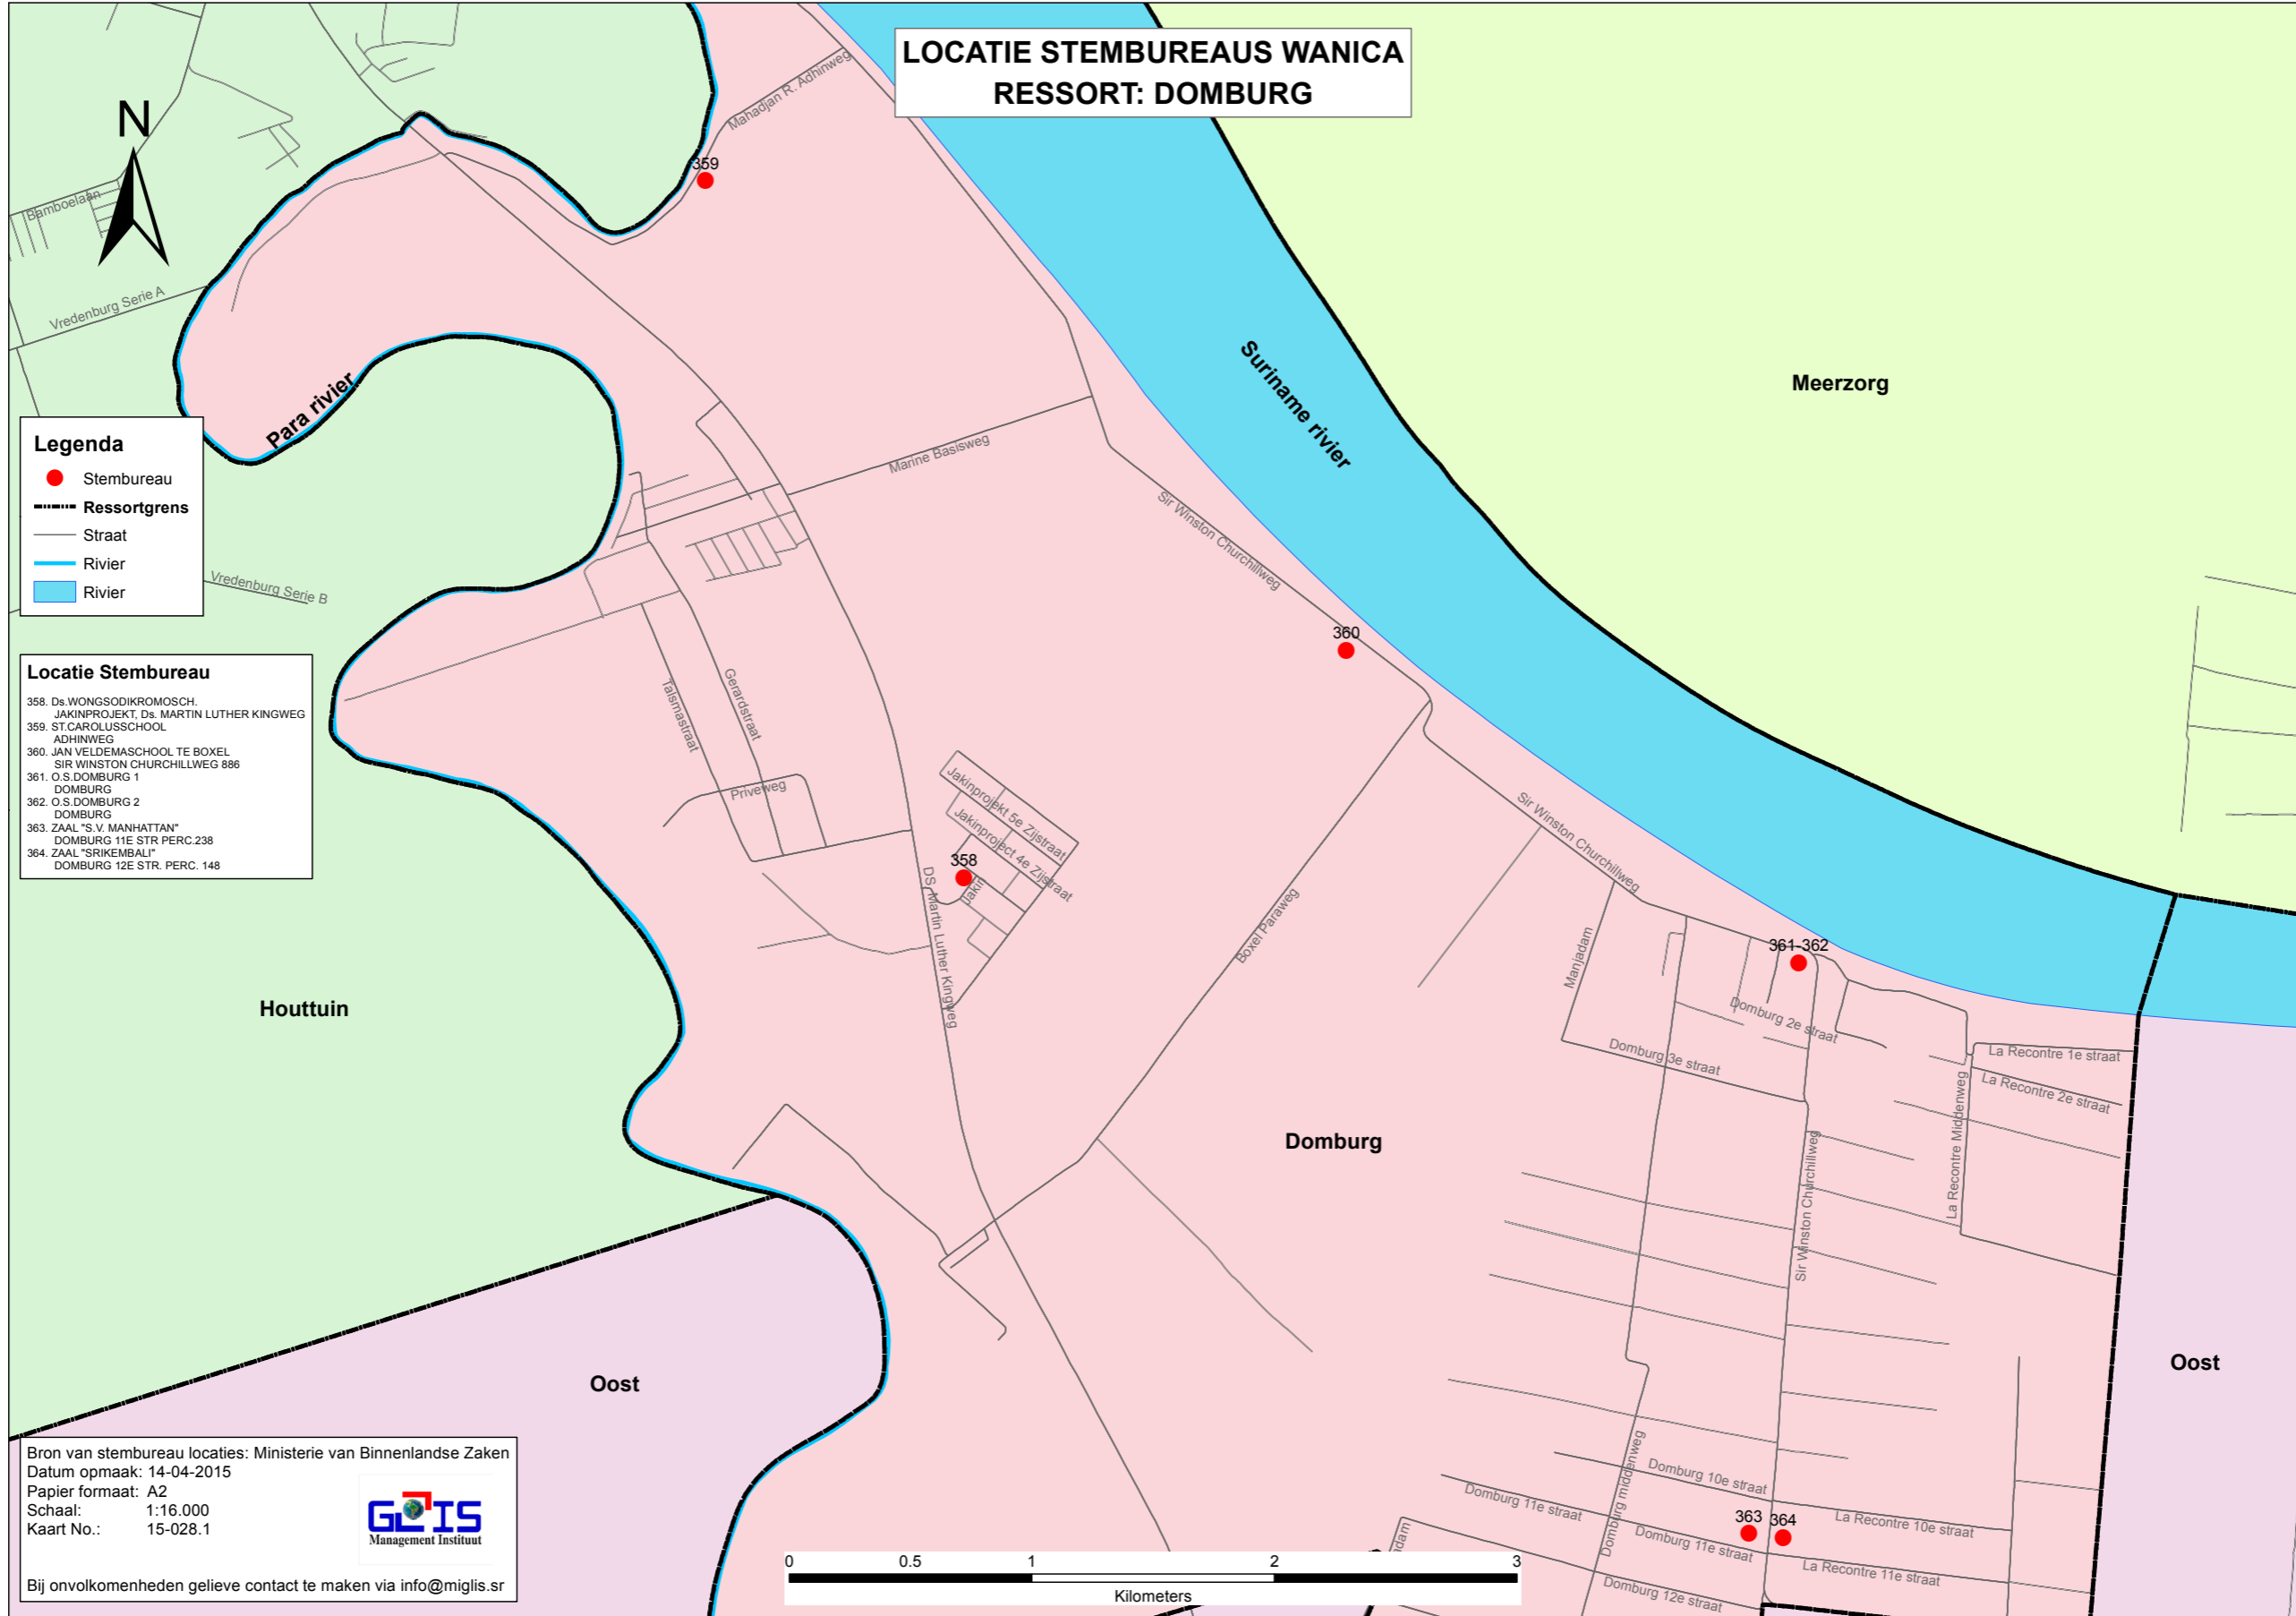 LOCATIE STEMBUREAUS WANICA
RESSORT: DOMBURG
N
Mahadjan R. Adhinweg
359
Bamboelaan
Vredenburg Serie A
Para rivier
Suriname rivier
Meerzorg
Marine Basisweg
Sir Winston Churchillweg
Legenda
Stembureau
Ressortgrens
Straat
Rivier
Rivier
Vredenburg Serie B
360
Locatie Stembureau
358. Ds.WONGSODIKROMOSCH.
JAKINPROJEKT, Ds. MARTIN LUTHER KINGWEG
359. ST.CAROLUSSCHOOL
ADHINWEG
360. JAN VELDEMASCHOOL TE BOXEL
SIR WINSTON CHURCHILLWEG 886
361. O.S.DOMBURG 1
DOMBURG
362. O.S.DOMBURG 2
DOMBURG
363. ZAAL "S.V. MANHATTAN"
DOMBURG 11E STR PERC.238
364. ZAAL "SRIKEMBALI"
DOMBURG 12E STR. PERC. 148
Talsmastraat
Gerardstraat
Priveweg
Jakinprojekt 5e Zijstraat
Jakinproject 4e Zijstraat
358
Jakin
DS. Martin Luther Kingweg
Boxel Paraweg
Sir Winston Churchillweg
Manjadam
361-362
Domburg 2e straat
Domburg 3e straat
La Recontre 1e straat
La Recontre 2e straat
La Recontre Middenweg
Sir Winston Churchillweg
Houttuin
Domburg
Oost
Oost
Domburg middenweg
Domburg 10e straat
Domburg 11e straat
Domburg 11e straat
363
364
La Recontre 10e straat
La Recontre 11e straat
Domburg 12e straat
adam
Bron van stembureau locaties: Ministerie van Binnenlandse Zaken
Datum opmaak: 14-04-2015
Papier formaat: A2
Schaal: 1:16.000
Kaart No.: 15-028.1
GLIS
Management Instituut
Bij onvolkomenheden gelieve contact te maken via info@miglis.sr
0 0.5 1 2 3
Kilometers